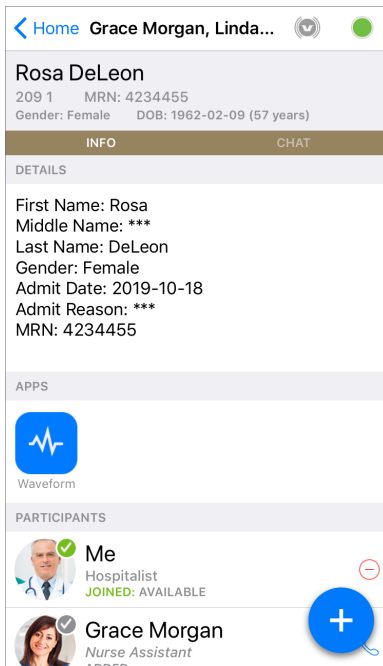 Home Grace Morgan, Linda...
Rosa DeLeon
209 1 MRN: 4234455
Gender: Female DOB: 1962-02-09 (57 years)
INFO CHAT
DETAILS
First Name: Rosa
Middle Name: ***
Last Name: DeLeon
Gender: Female
Admit Date: 2019-10-18
Admit Reason: ***
MRN: 4234455
APPS
Waveform
PARTICIPANTS
Me
Hospitalist
JOINED: AVAILABLE
Grace Morgan
Nurse Assistant
ADDED